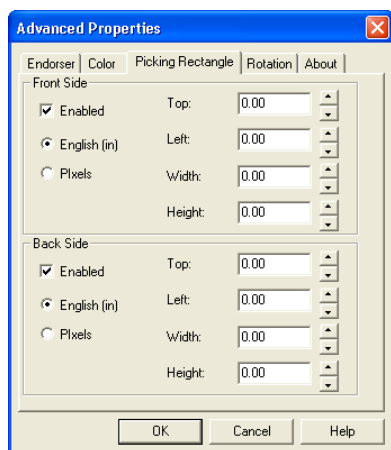 Advanced Properties
Endorser Color Picking Rectangle Rotation About
Front Side
Enabled Top: 0.00
English (in) Left: 0.00
PIxels Width: 0.00
Height: 0.00
Back Side
Enabled Top: 0.00
English (in) Left: 0.00
PIxels Width: 0.00
Height: 0.00
OK Cancel Help